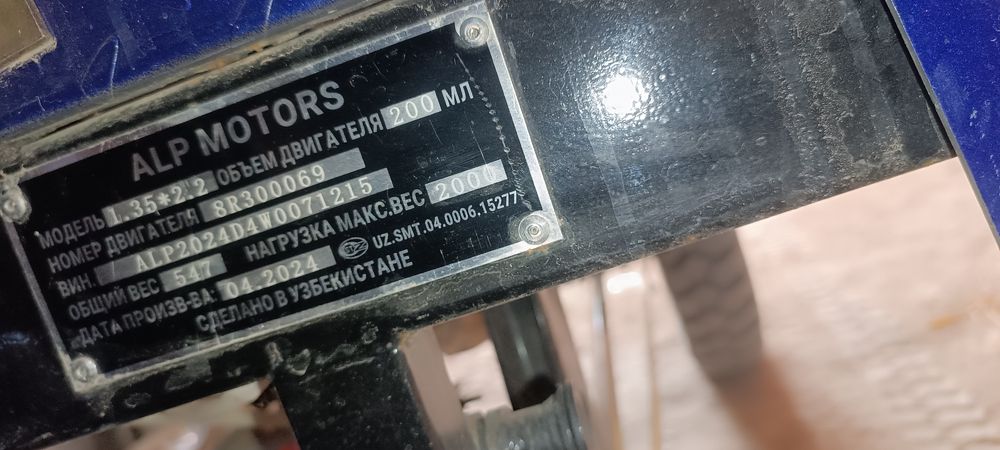 ALP MOTORS
МОДЕЛЬ 1.35*2.2 ОБЪЕМ ДВИГАТЕЛЯ 200 МЛ
НОМЕР ДВИГАТЕЛЯ 8R300069
ВИН. ALP2024D4W0071215
ОБЩИЙ ВЕС 547 НАГРУЗКА МАКС.ВЕС 2000
ДАТА ПРОИЗВ-ВА: 04.2024 UZ.SMT.04.0006.15277
СДЕЛАНО В УЗБЕКИСТАНЕ